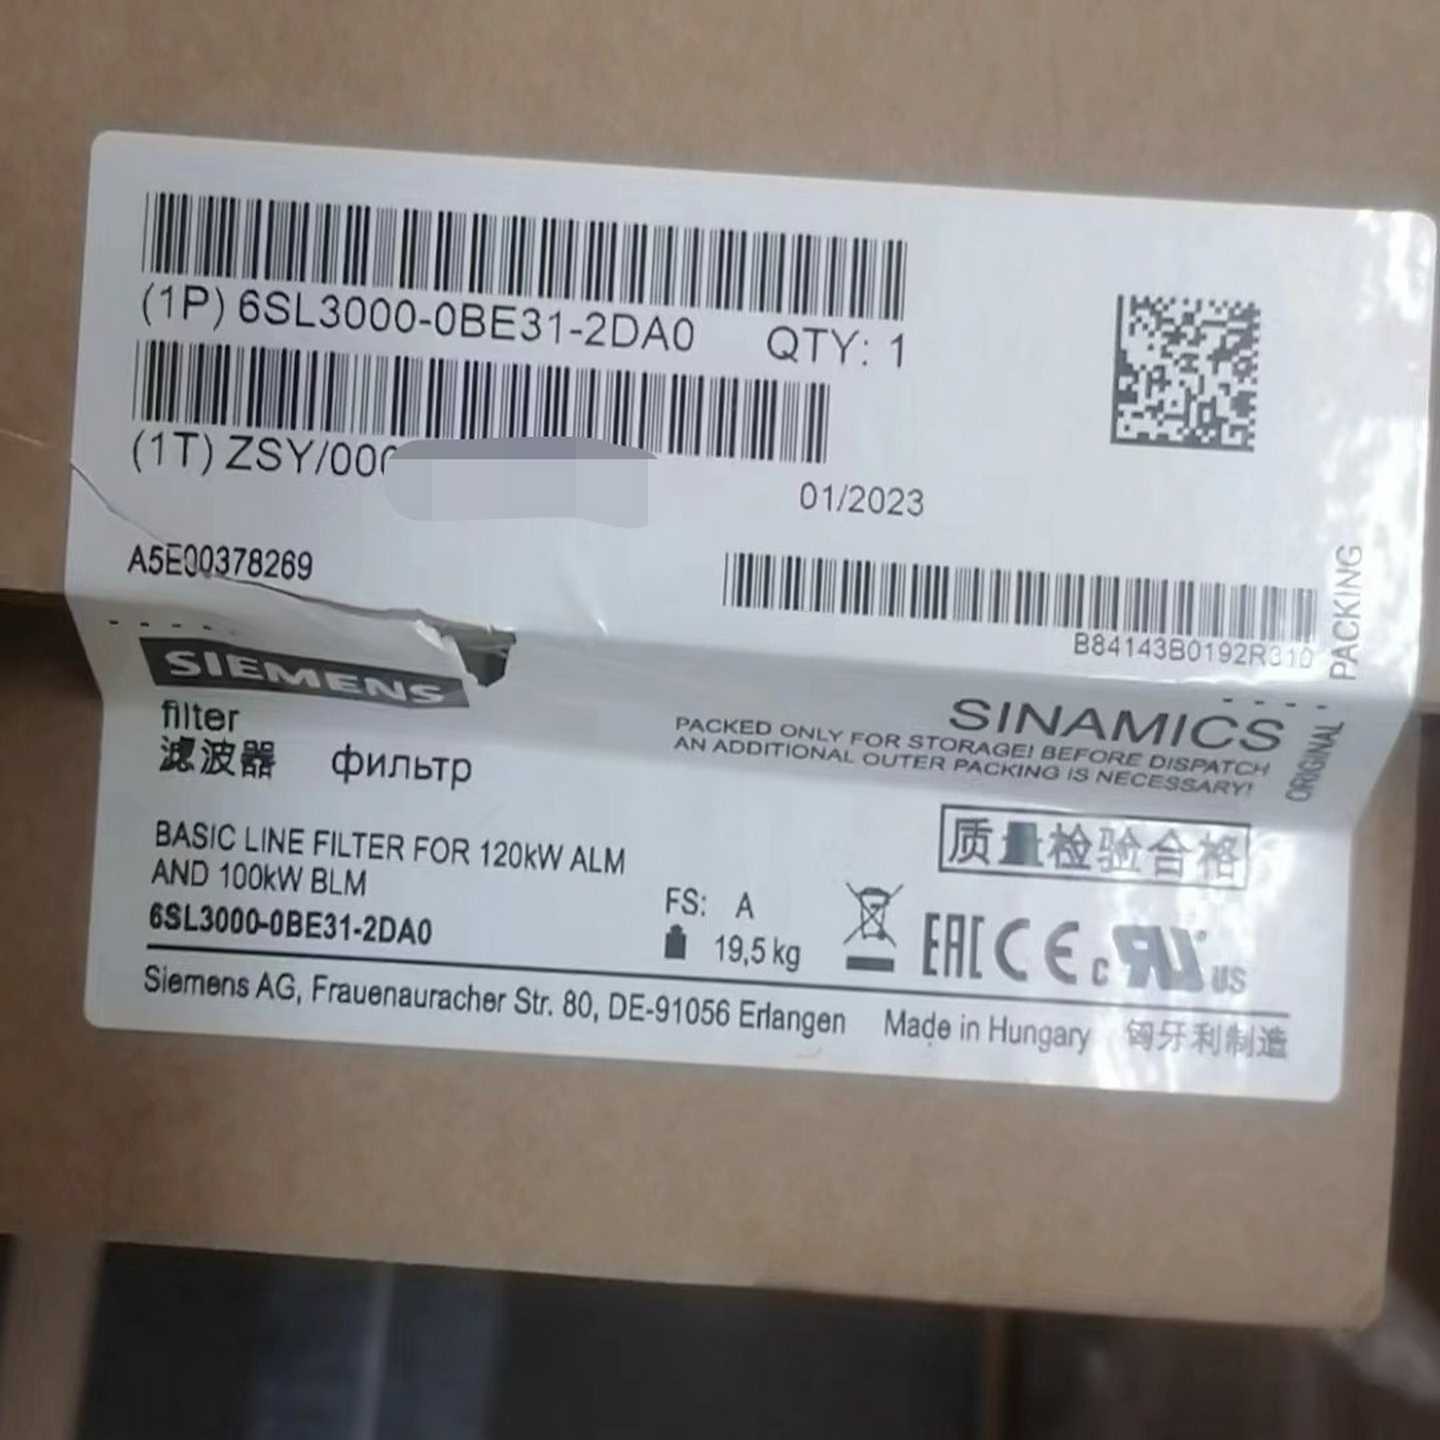 (1P) 6SL3000-0BE31-2DA0 QTY: 1
(1T) ZSY/000
01/2023
A5E00378269
B84143B0192R310
ORIGINAL PACKING
SIEMENS
SINAMICS
filter
滤波器 фильтр
PACKED ONLY FOR STORAGE! BEFORE DISPATCH
AN ADDITIONAL OUTER PACKING IS NECESSARY!
质量检验合格
BASIC LINE FILTER FOR 120kW ALM
AND 100kW BLM
6SL3000-0BE31-2DA0
FS: A
19,5 kg
EAC CE c RU US
Siemens AG, Frauenauracher Str. 80, DE-91056 Erlangen Made in Hungary 匈牙利制造